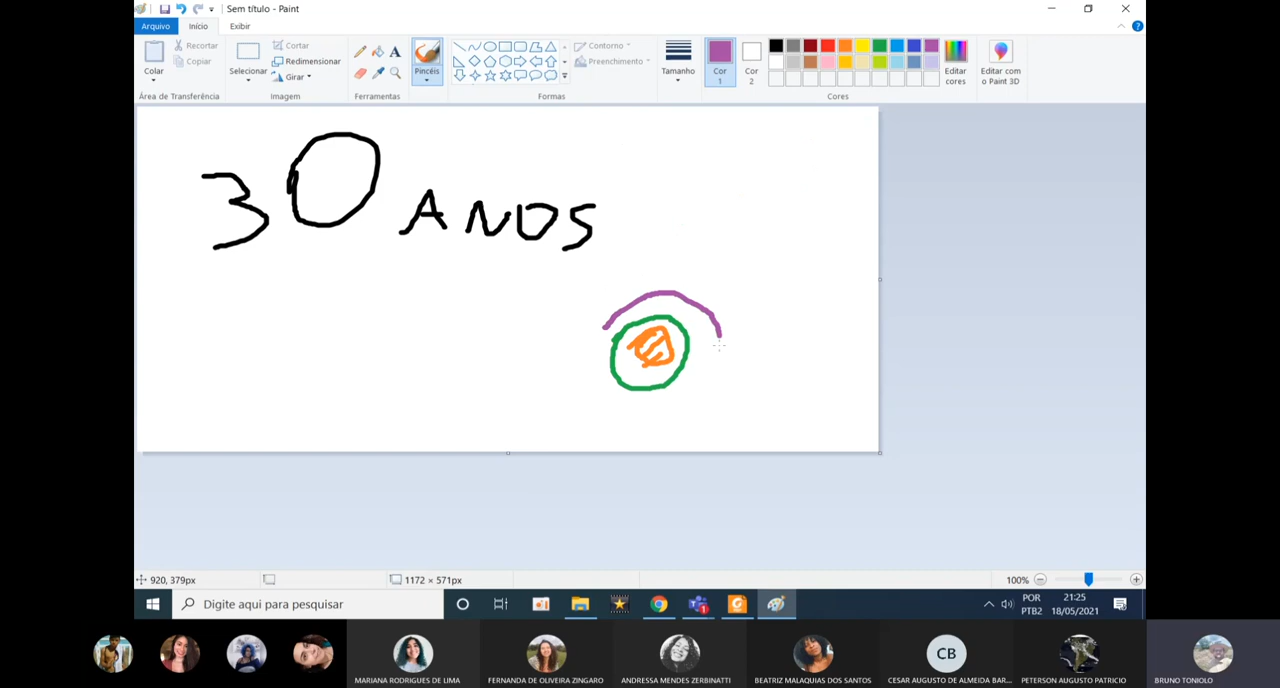 Sem título - Paint
Arquivo Início Exibir
Colar
Recortar
Copiar
Área de Transferência
Selecionar
Cortar
Redimensionar
Girar
Imagem
A
Ferramentas
Pincéis
Formas
Contorno
Preenchimento
Tamanho
Cor 1
Cor 2
Cores
Editar cores
Editar com o Paint 3D
?
30 ANOS
920, 379px
1172 × 571px
100%
Digite aqui para pesquisar
1
POR
PTB2
21:25
18/05/2021
CB
MARIANA RODRIGUES DE LIMA
FERNANDA DE OLIVEIRA ZINGARO
ANDRESSA MENDES ZERBINATTI
BEATRIZ MALAQUIAS DOS SANTOS
CESAR AUGUSTO DE ALMEIDA BAR...
PETERSON AUGUSTO PATRICIO
BRUNO TONIOLO